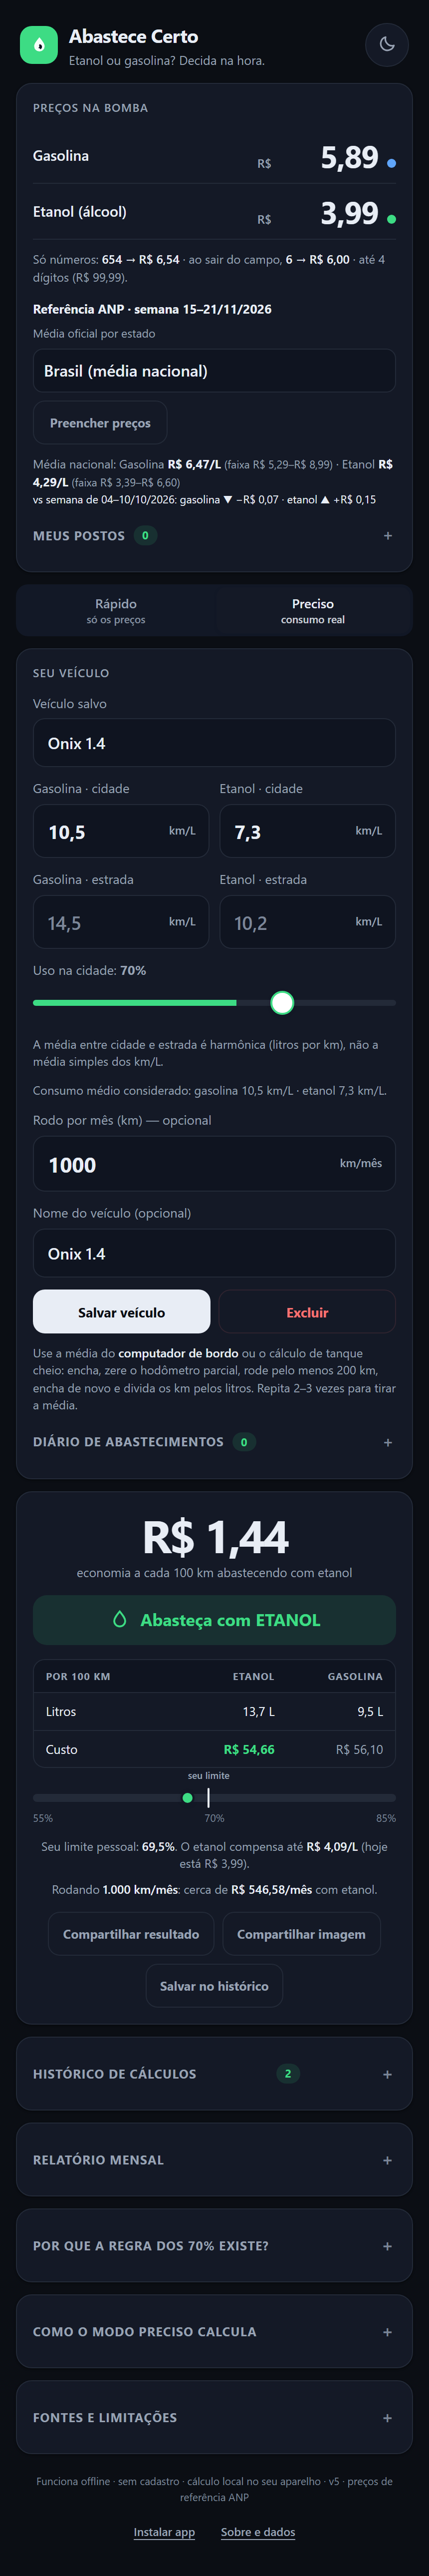 Abastece Certo
Etanol ou gasolina? Decida na hora.
PREÇOS NA BOMBA
Gasolina R$ 5,89
Etanol (álcool) R$ 3,99
Só números: 654 → R$ 6,54 · ao sair do campo, 6 → R$ 6,00 · até 4
dígitos (R$ 99,99).
Referência ANP · semana 15–21/11/2026
Média oficial por estado
Brasil (média nacional)
Preencher preços
Média nacional: Gasolina R$ 6,47/L (faixa R$ 5,29–R$ 8,99) · Etanol R$
4,29/L (faixa R$ 3,39–R$ 6,60)
vs semana de 04–10/10/2026: gasolina ▼ −R$ 0,07 · etanol ▲ +R$ 0,15
MEUS POSTOS 0 +
Rápido
só os preços
Preciso
consumo real
SEU VEÍCULO
Veículo salvo
Onix 1.4
Gasolina · cidade
10,5 km/L
Etanol · cidade
7,3 km/L
Gasolina · estrada
14,5 km/L
Etanol · estrada
10,2 km/L
Uso na cidade: 70%
A média entre cidade e estrada é harmônica (litros por km), não a
média simples dos km/L.
Consumo médio considerado: gasolina 10,5 km/L · etanol 7,3 km/L.
Rodo por mês (km) — opcional
1000 km/mês
Nome do veículo (opcional)
Onix 1.4
Salvar veículo
Excluir
Use a média do computador de bordo ou o cálculo de tanque
cheio: encha, zere o hodômetro parcial, rode pelo menos 200 km,
encha de novo e divida os km pelos litros. Repita 2–3 vezes para tirar
a média.
DIÁRIO DE ABASTECIMENTOS 0 +
R$ 1,44
economia a cada 100 km abastecendo com etanol
Abasteça com ETANOL
POR 100 KM ETANOL GASOLINA
Litros 13,7 L 9,5 L
Custo R$ 54,66 R$ 56,10
seu limite
55% 70% 85%
Seu limite pessoal: 69,5%. O etanol compensa até R$ 4,09/L (hoje
está R$ 3,99).
Rodando 1.000 km/mês: cerca de R$ 546,58/mês com etanol.
Compartilhar resultado
Compartilhar imagem
Salvar no histórico
HISTÓRICO DE CÁLCULOS 2 +
RELATÓRIO MENSAL +
POR QUE A REGRA DOS 70% EXISTE? +
COMO O MODO PRECISO CALCULA +
FONTES E LIMITAÇÕES +
Funciona offline · sem cadastro · cálculo local no seu aparelho · v5 · preços de
referência ANP
Instalar app Sobre e dados